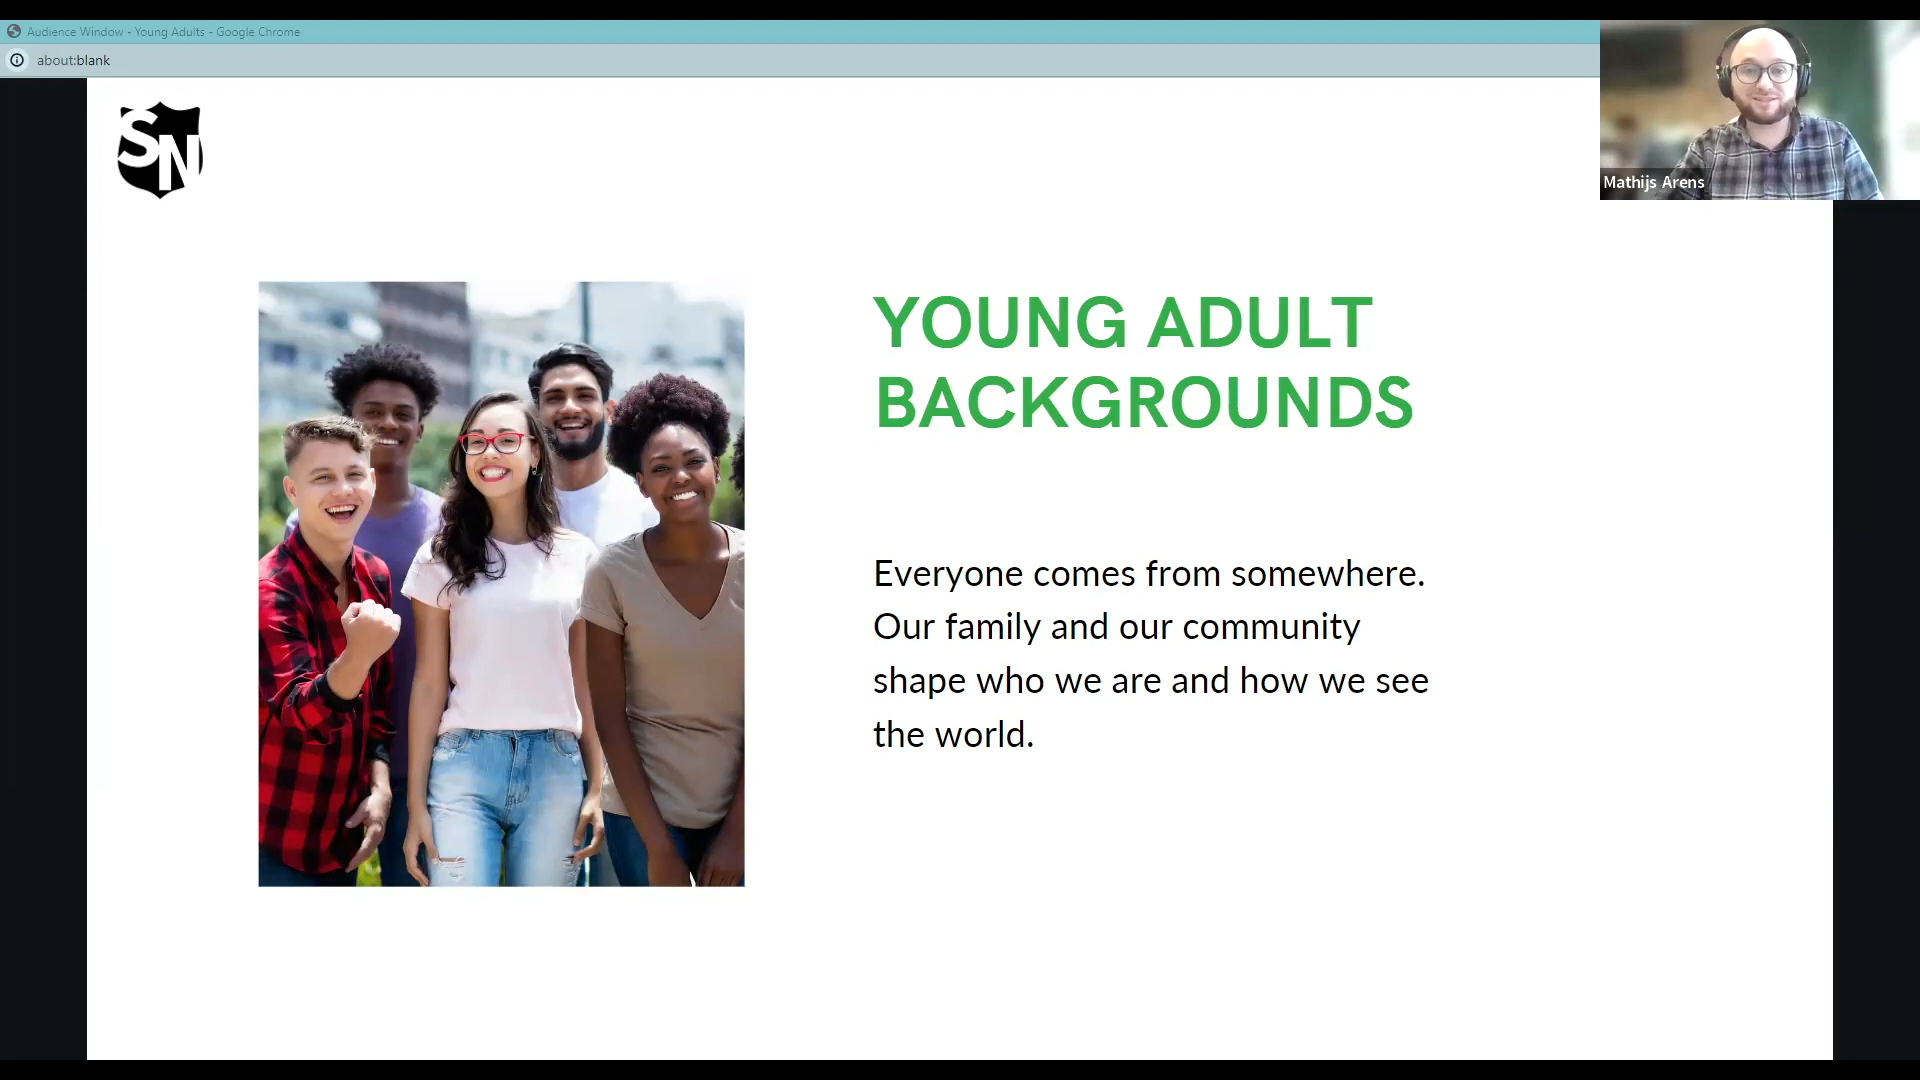 Audience Window - Young Adults - Google Chrome
about:blank
SN
Mathijs Arens
YOUNG ADULT
BACKGROUNDS
Everyone comes from somewhere.
Our family and our community
shape who we are and how we see
the world.